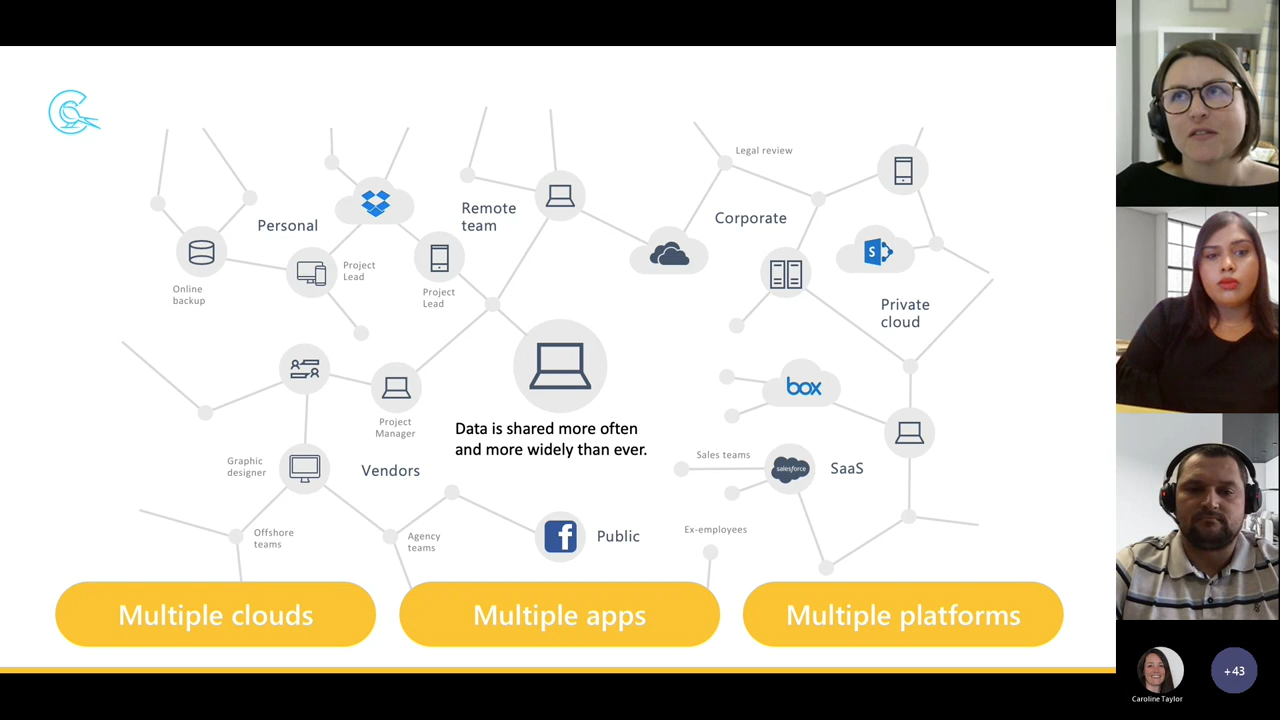 Legal review
Personal
Remote
team
Corporate
Online
backup
Project
Lead
Project
Lead
Private
cloud
box
Project
Manager
Data is shared more often
and more widely than ever.
Graphic
designer
Vendors
Sales teams
salesforce
SaaS
S
Offshore
teams
Agency
teams
f
Public
Ex-employees
Multiple clouds
Multiple apps
Multiple platforms
Caroline Taylor
+43